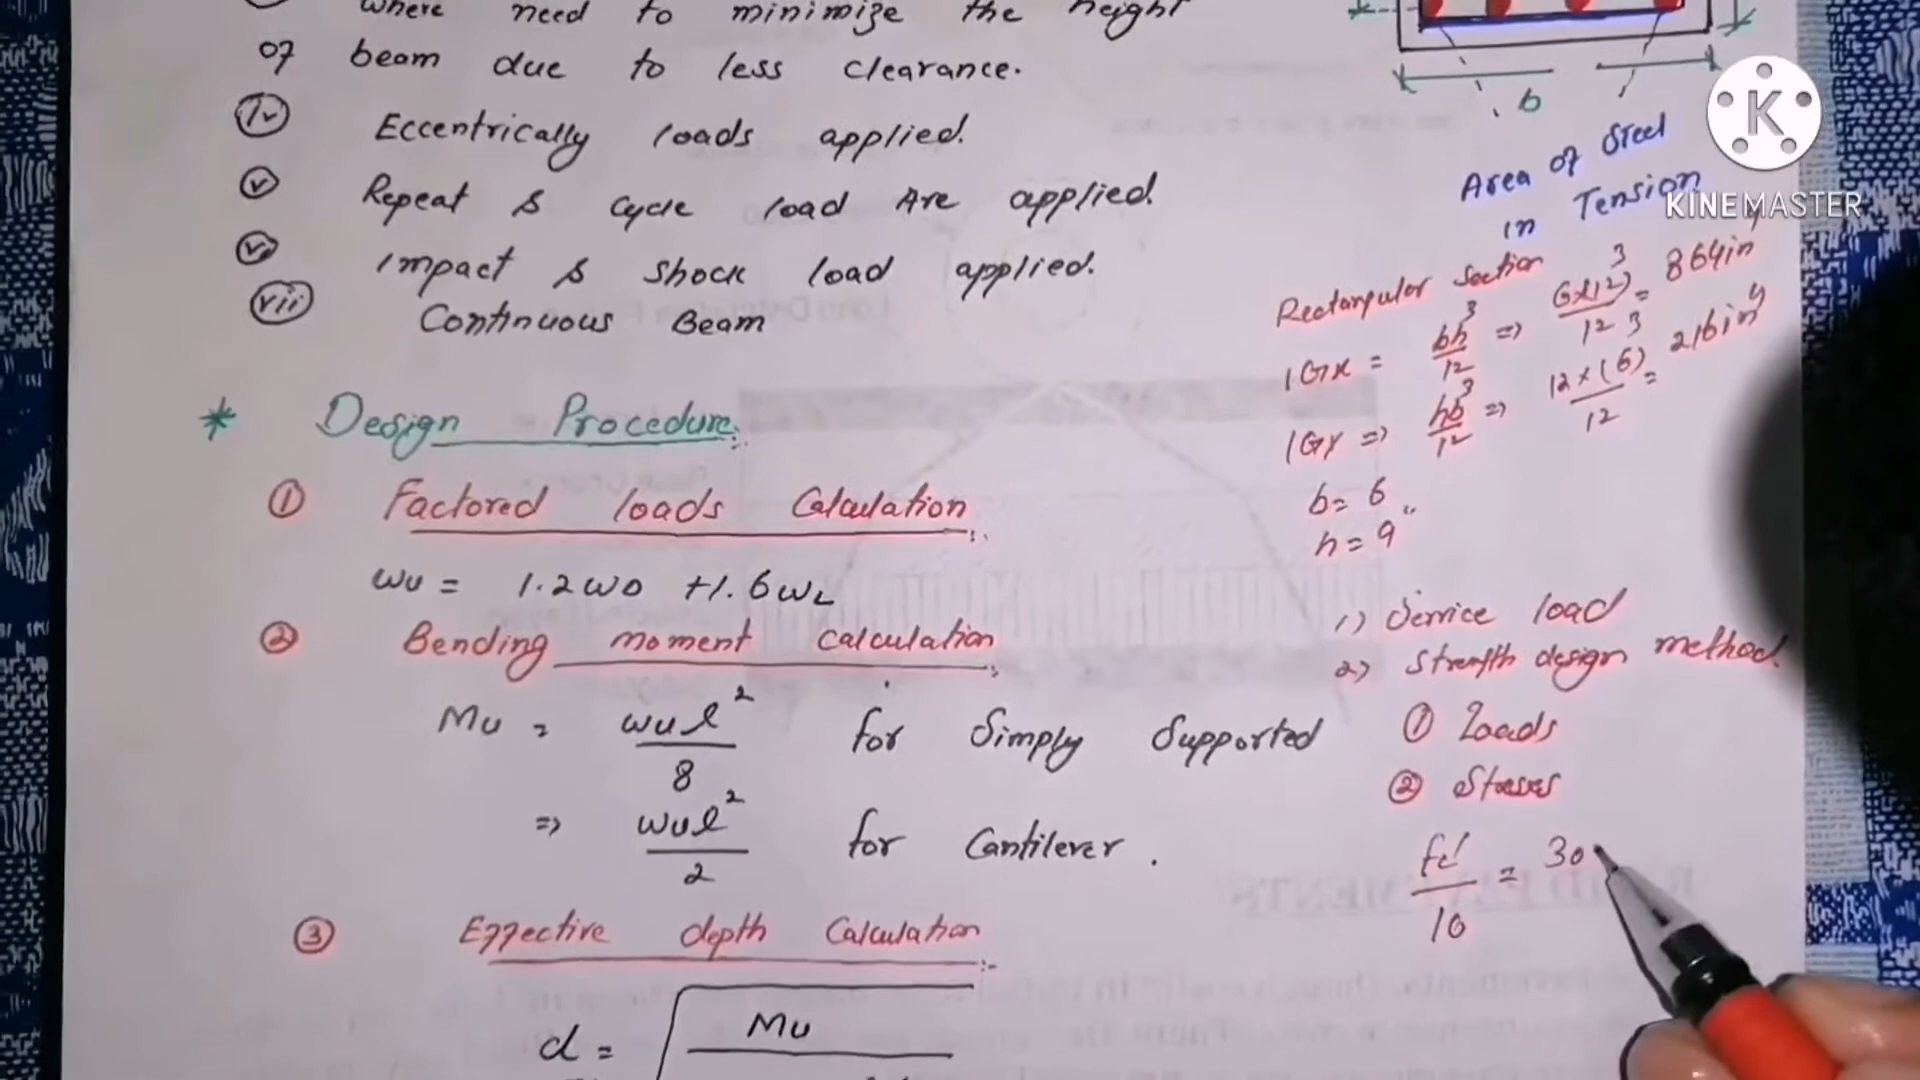 where need to minimize the height
of beam due to less clearance.
iv Eccentrically loads applied.
v Repeat & cycle load Are applied.
v Impact & shock load applied.
vii Continuous Beam
* Design Procedure:
1 Factored loads Calculation :.
wu = 1.2wD + 1.6wL
2 Bending moment calculation :.
Mu = wul²/8 for Simply Supported
=> wul²/2 for Cantilever.
3 Effective depth Calculation :-
d = √ Mu
b
Area of Steel
in Tension
KINEMASTER
Rectangular Section
IGx = bh³/12 => 6x(12)³/12 = 864in⁴
IGY => hb³/12 => 12×(6)³/12 = 216in⁴
b= 6"
h = 9
1) Service load
2) Strength design method.
1 Loads
2 Stresses
fc'/10 = 30